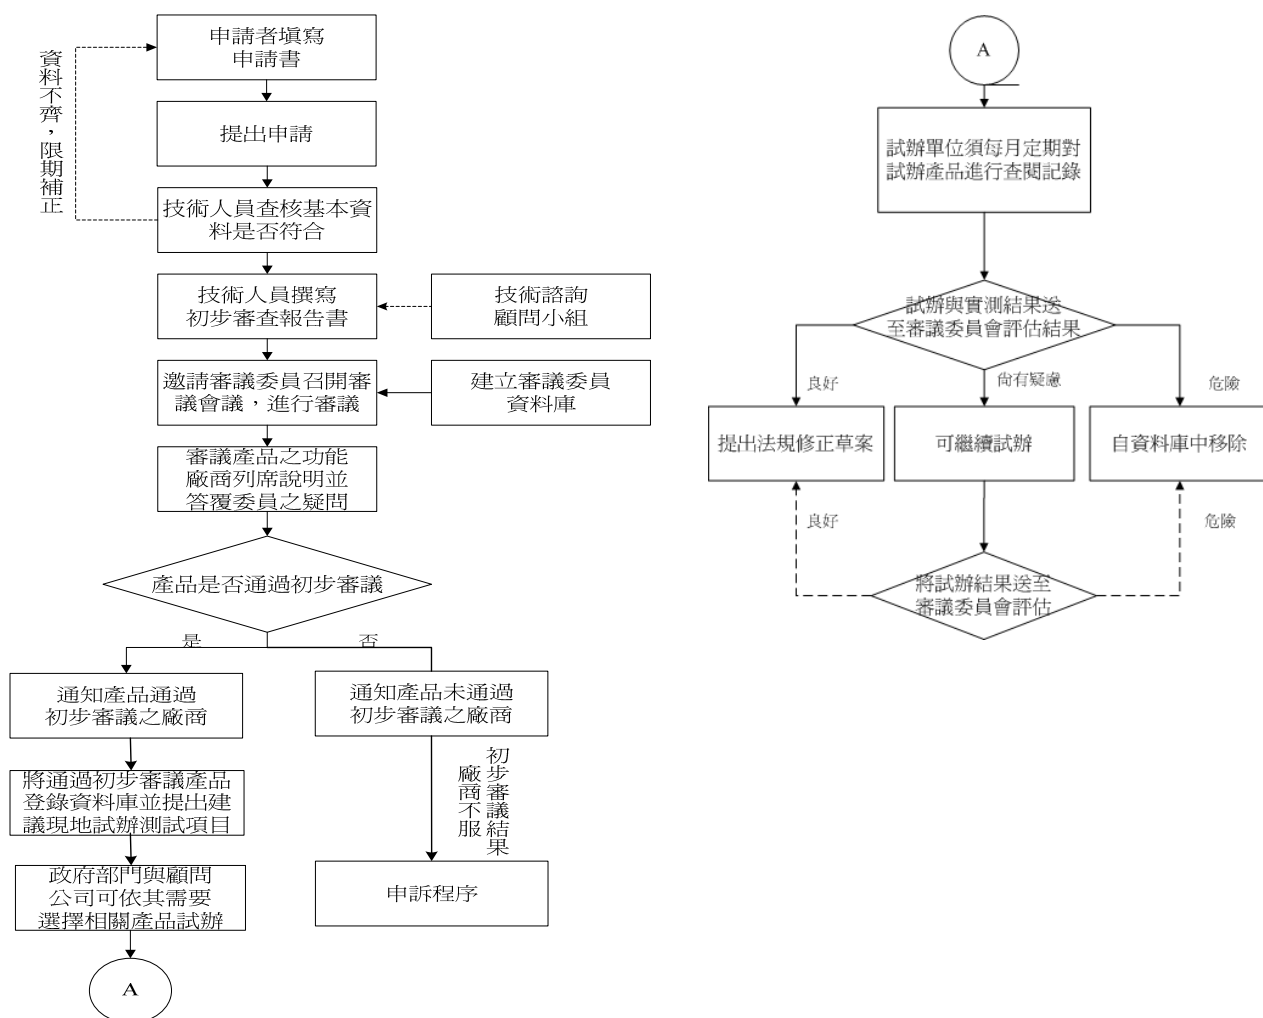 申請者填寫
申請書
資料不齊，限期補正
提出申請
技術人員查核基本資
料是否符合
技術人員撰寫
初步審查報告書
技術諮詢
顧問小組
邀請審議委員召開審
議會議，進行審議
建立審議委員
資料庫
審議產品之功能
廠商列席說明並
答覆委員之疑問
產品是否通過初步審議
是
否
通知產品通過
初步審議之廠商
通知產品未通過
初步審議之廠商
將通過初步審議產品
登錄資料庫並提出建
議現地試辦測試項目
初步審議結果
廠商不服
政府部門與顧問
公司可依其需要
選擇相關產品試辦
申訴程序
A
A
試辦單位須每月定期對
試辦產品進行查閱記錄
試辦與實測結果送
至審議委員會評估結果
良好
尚有疑慮
危險
提出法規修正草案
可繼續試辦
自資料庫中移除
良好
危險
將試辦結果送至
審議委員會評估